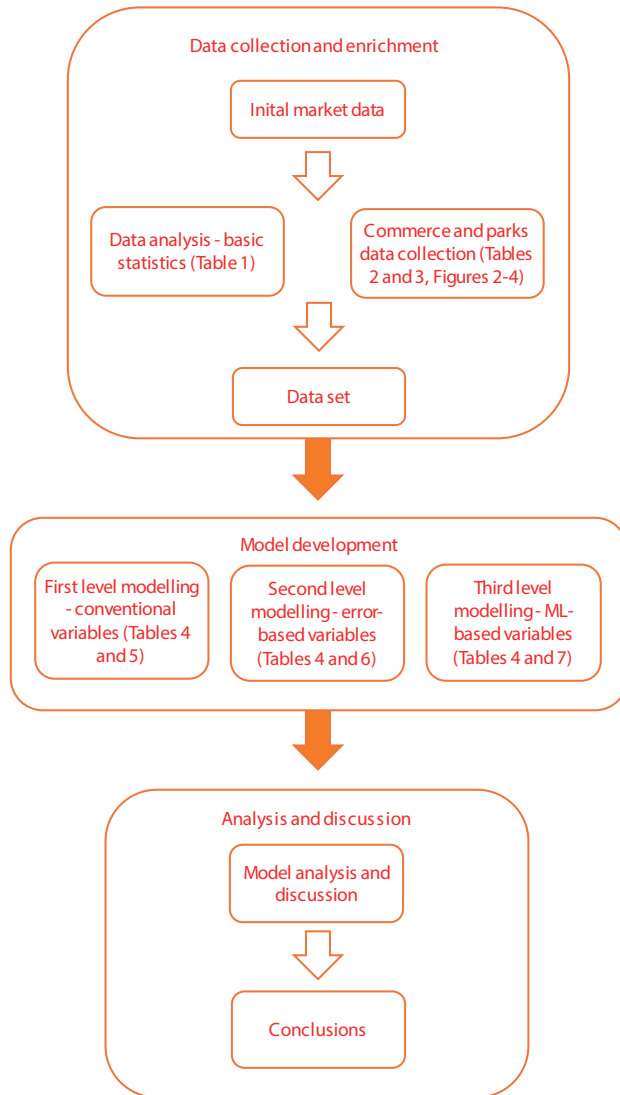 Data collection and enrichment
Inital market data
Data analysis - basic
statistics (Table 1)
Commerce and parks
data collection (Tables
2 and 3, Figures 2-4)
Data set
Model development
First level modelling
- conventional
variables (Tables 4
and 5)
Second level
modelling - error-
based variables
(Tables 4 and 6)
Third level
modelling - ML-
based variables
(Tables 4 and 7)
Analysis and discussion
Model analysis and
discussion
Conclusions